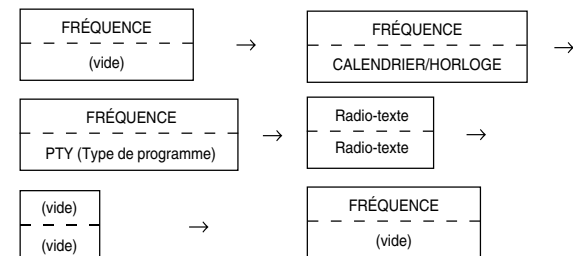 FRÉQUENCE
(vide)
FRÉQUENCE
CALENDRIER/HORLOGE
FRÉQUENCE
PTY (Type de programme)
Radio-texte
Radio-texte
(vide)
(vide)
FRÉQUENCE
(vide)